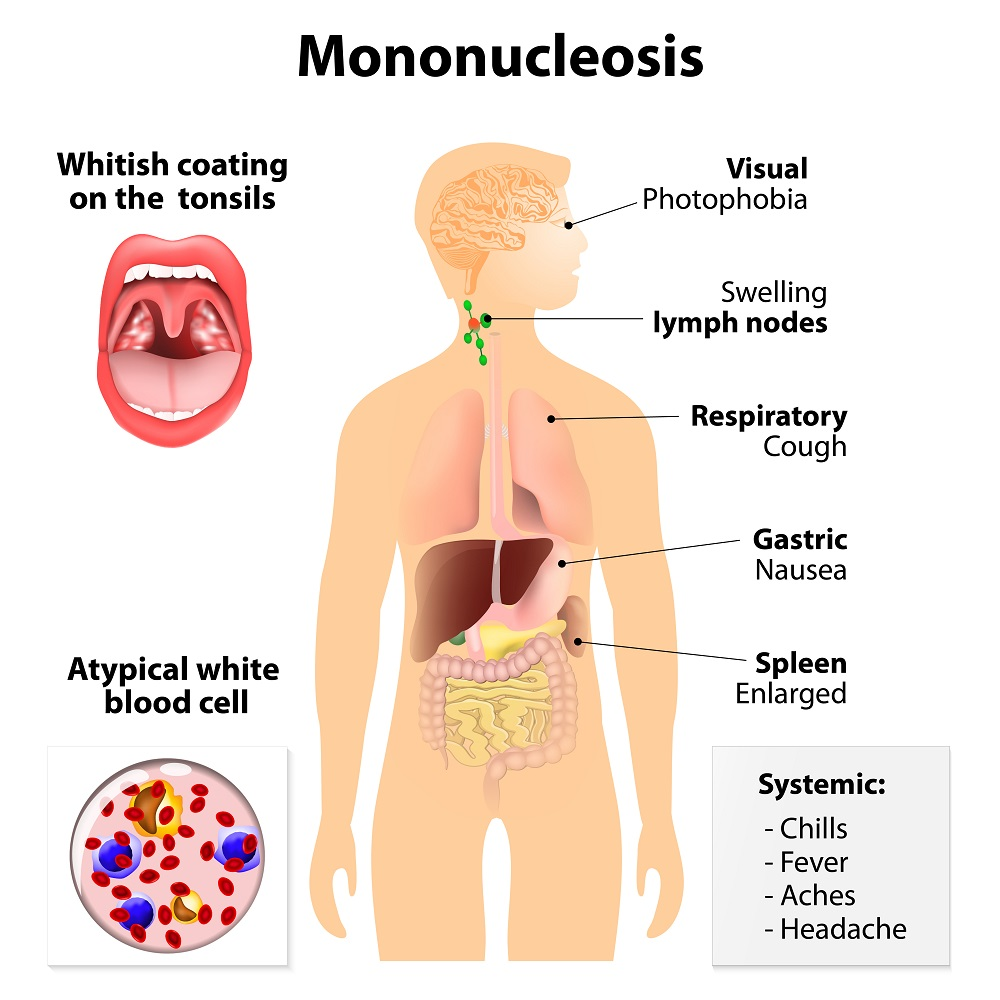 Mononucleosis
Whitish coating
on the tonsils
Visual
Photophobia
Swelling
lymph nodes
Respiratory
Cough
Gastric
Nausea
Spleen
Enlarged
Atypical white
blood cell
Systemic:
- Chills
- Fever
- Aches
- Headache